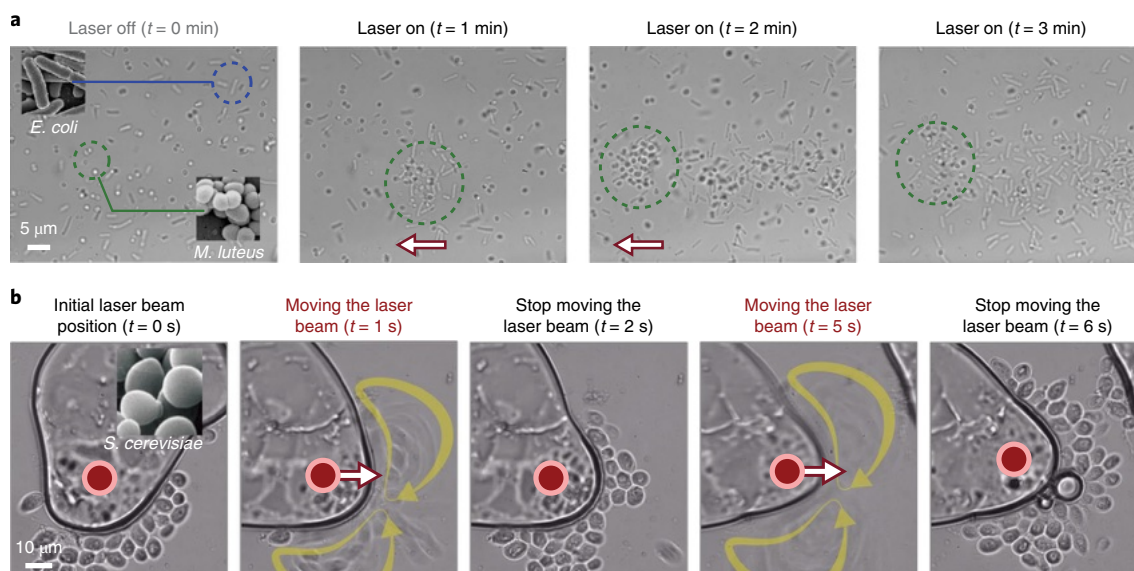 a
Laser off (t = 0 min)
Laser on (t = 1 min)
Laser on (t = 2 min)
Laser on (t = 3 min)
E. coli
M. luteus
5 μm
b
Initial laser beam
position (t = 0 s)
Moving the laser
beam (t = 1 s)
Stop moving the
laser beam (t = 2 s)
Moving the laser
beam (t = 5 s)
Stop moving the
laser beam (t = 6 s)
S. cerevisiae
10 μm